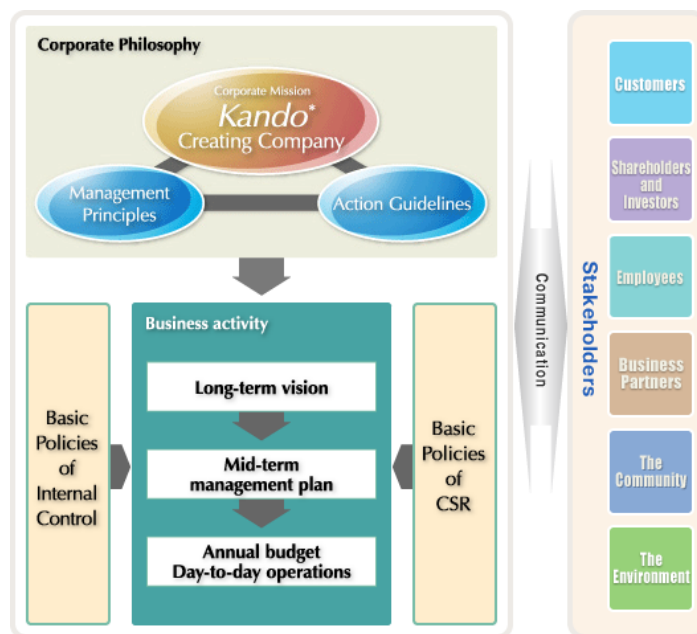 Corporate Philosophy
Corporate Mission
Kando*
Creating Company
Management
Principles
Action Guidelines
Basic
Policies
of
Internal
Control
Business activity
Long-term vision
Mid-term
management plan
Annual budget
Day-to-day operations
Basic
Policies
of
CSR
Communication
Stakeholders
Customers
Shareholders
and
Investors
Employees
Business
Partners
The
Community
The
Environment